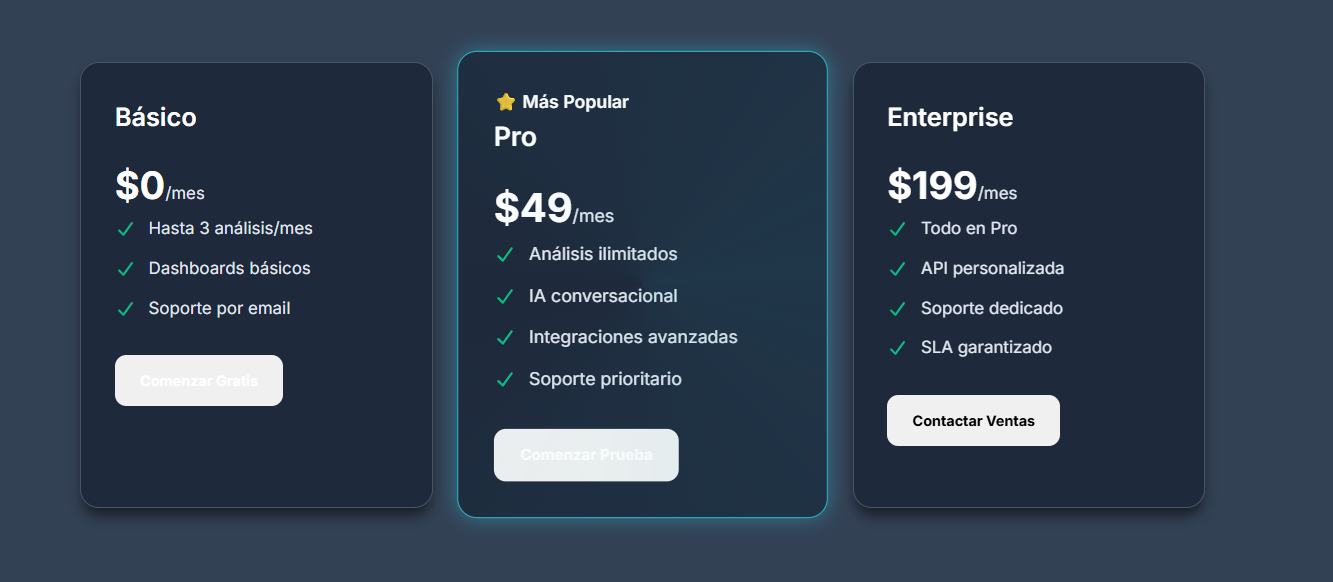 Básico
$0/mes
Hasta 3 análisis/mes
Dashboards básicos
Soporte por email
Comenzar Gratis
⭐ Más Popular
Pro
$49/mes
Análisis ilimitados
IA conversacional
Integraciones avanzadas
Soporte prioritario
Comenzar Prueba
Enterprise
$199/mes
Todo en Pro
API personalizada
Soporte dedicado
SLA garantizado
Contactar Ventas